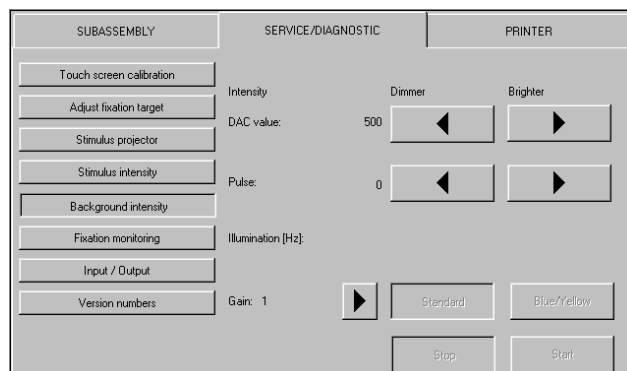 SUBASSEMBLY SERVICE/DIAGNOSTIC PRINTER
Touch screen calibration
Adjust fixation target
Stimulus projector
Stimulus intensity
Background intensity
Fixation monitoring
Input / Output
Version numbers
Intensity Dimmer Brighter
DAC value: 500
Pulse: 0
Illumination [Hz]:
Gain: 1 Standard Blue/Yellow
Stop Start